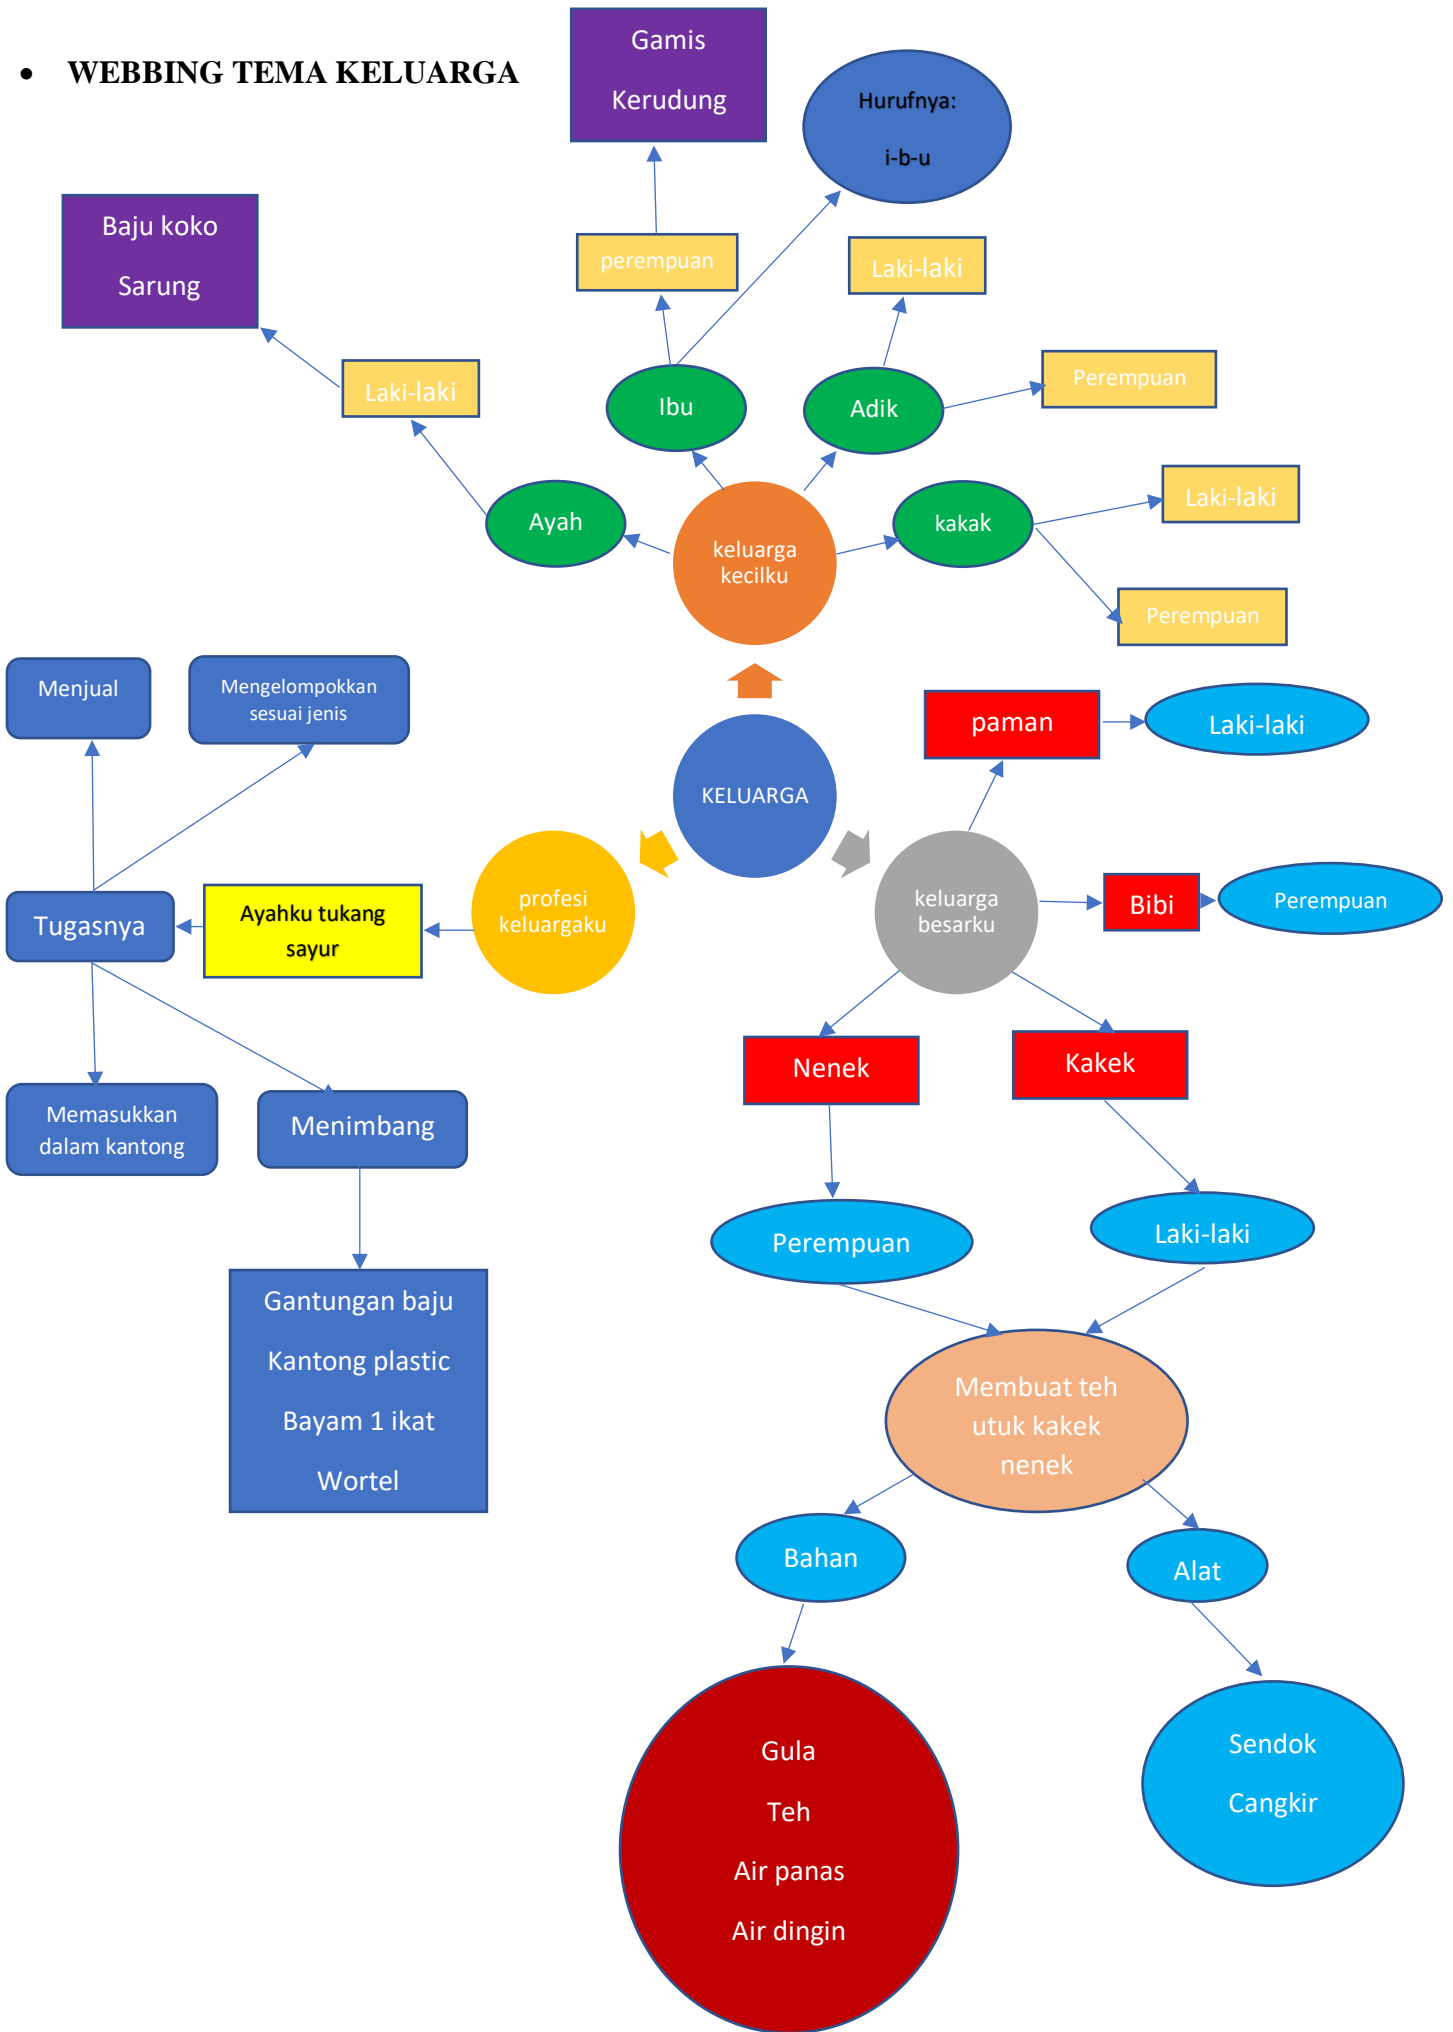 • WEBBING TEMA KELUARGA
Gamis
Kerudung
Hurufnya:
i-b-u
Baju koko
Sarung
perempuan
Laki-laki
Laki-laki
Perempuan
Ibu
Adik
Ayah
kakak
Laki-laki
keluarga
kecilku
Perempuan
Menjual
Mengelompokkan
sesuai jenis
paman
Laki-laki
KELUARGA
Tugasnya
Ayahku tukang
sayur
profesi
keluargaku
keluarga
besarku
Bibi
Perempuan
Nenek
Kakek
Memasukkan
dalam kantong
Menimbang
Perempuan
Laki-laki
Gantungan baju
Kantong plastic
Bayam 1 ikat
Wortel
Membuat teh
utuk kakek
nenek
Bahan
Alat
Gula
Teh
Air panas
Air dingin
Sendok
Cangkir